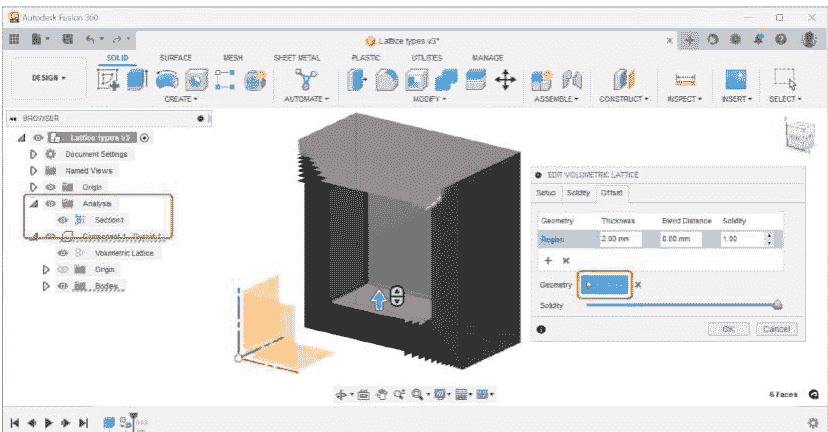 Autodesk Fusion 360
Lattice types v3*
SOLID SURFACE MESH SHEET METAL PLASTIC UTILITIES MANAGE
DESIGN
CREATE AUTOMATE MODIFY ASSEMBLE CONSTRUCT INSPECT INSERT SELECT
BROWSER
Lattice types v3
Document Settings
Named Views
Origin
Analysis
Section1
Volumetric Lattice
Origin
Bodies
EDIT VOLUMETRIC LATTICE
Setup Solidity Offset
Geometry Thickness Blend Distance Solidity
Region 2.00 mm 0.00 mm 1.00
Geometry
Solidity
OK Cancel
6 Faces